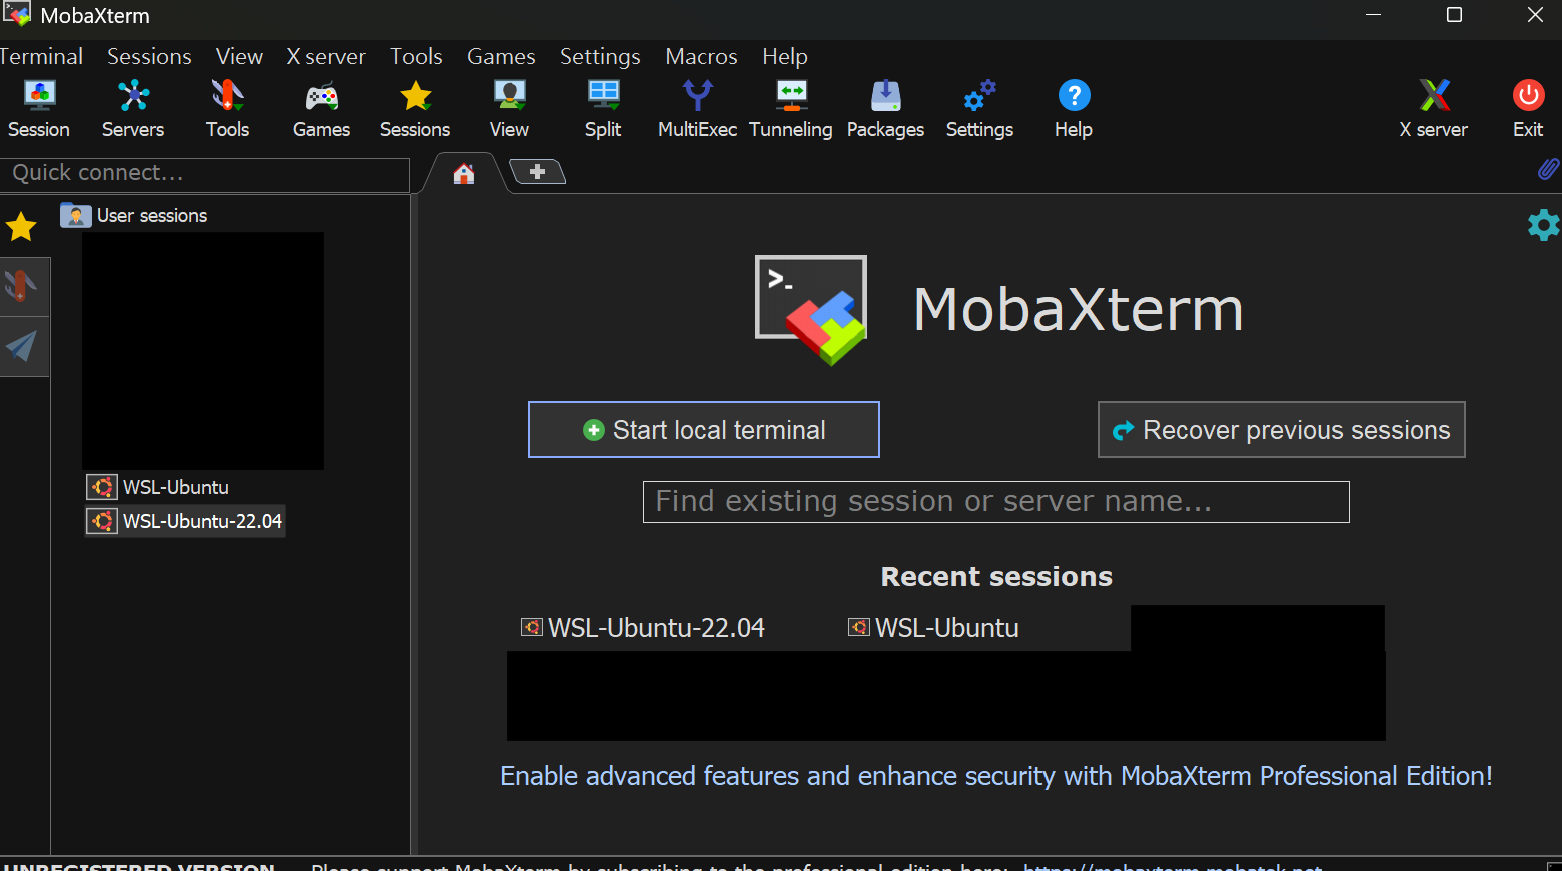 MobaXterm
Terminal Sessions View X server Tools Games Settings Macros Help
Session Servers Tools Games Sessions View Split MultiExec Tunneling Packages Settings Help X server Exit
Quick connect...
User sessions
WSL-Ubuntu
WSL-Ubuntu-22.04
>_
MobaXterm
Start local terminal
Recover previous sessions
Find existing session or server name...
Recent sessions
WSL-Ubuntu-22.04 WSL-Ubuntu
Enable advanced features and enhance security with MobaXterm Professional Edition!
UNREGISTERED VERSION - Please support MobaXterm by subscribing to the professional edition here: https://mobaxterm.mobatek.net